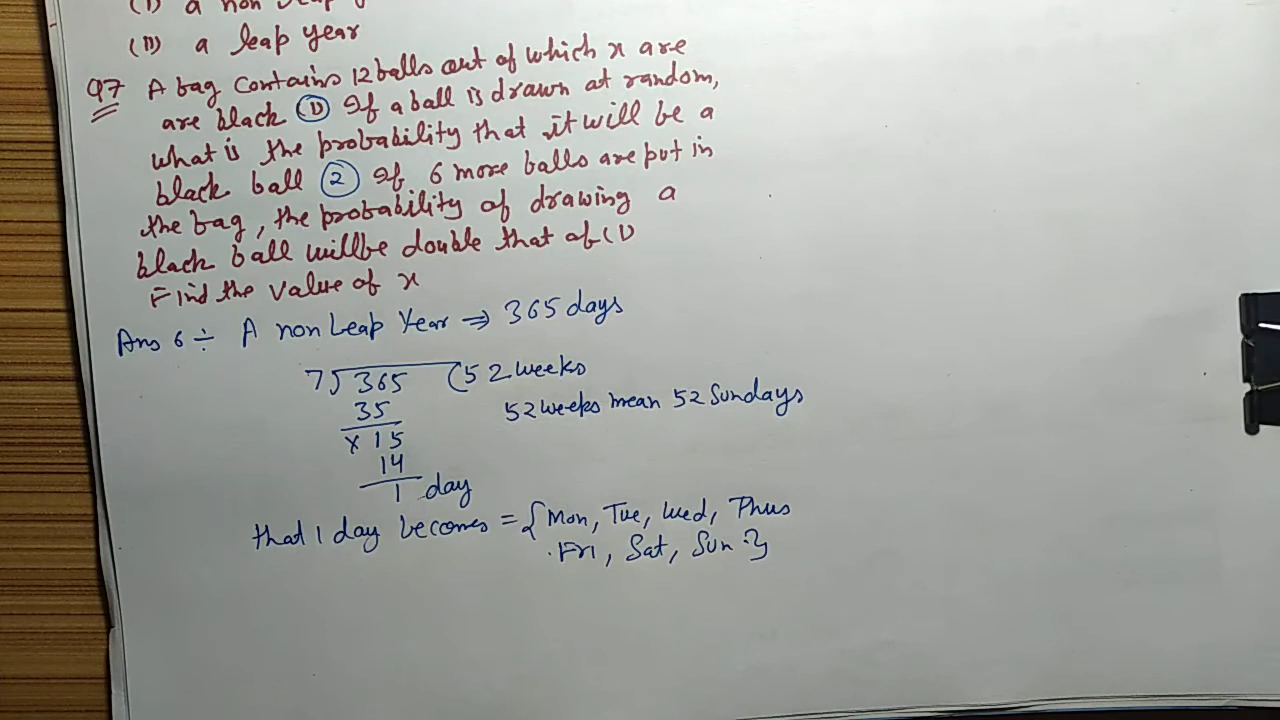 (I) a non leap
(II) a leap year
Q7 A bag contains 12 balls out of which x are
are black (1) If a ball is drawn at random,
what is the probability that it will be a
black ball (2) If 6 more balls are put in
the bag, the probability of drawing a
black ball will be double that of (1)
Find the value of x
Ans 6 ÷ A non Leap Year ⇒ 365 days
7)365(52 weeks
35
52 weeks mean 52 Sundays
x15
14
1 day
that 1 day becomes = {Mon, Tue, Wed, Thus
Fri, Sat, Sun}